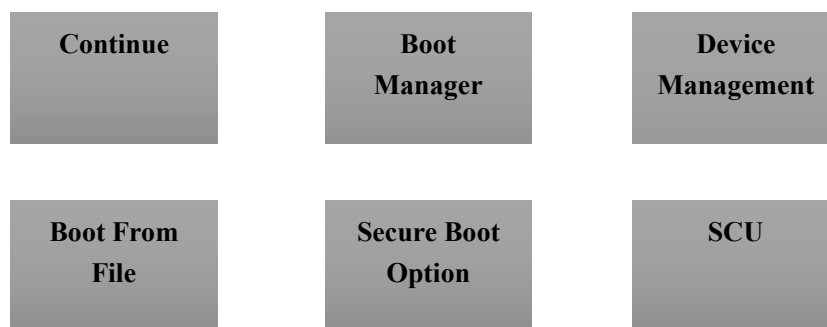 Continue
Boot
Manager
Device
Management
Boot From
File
Secure Boot
Option
SCU